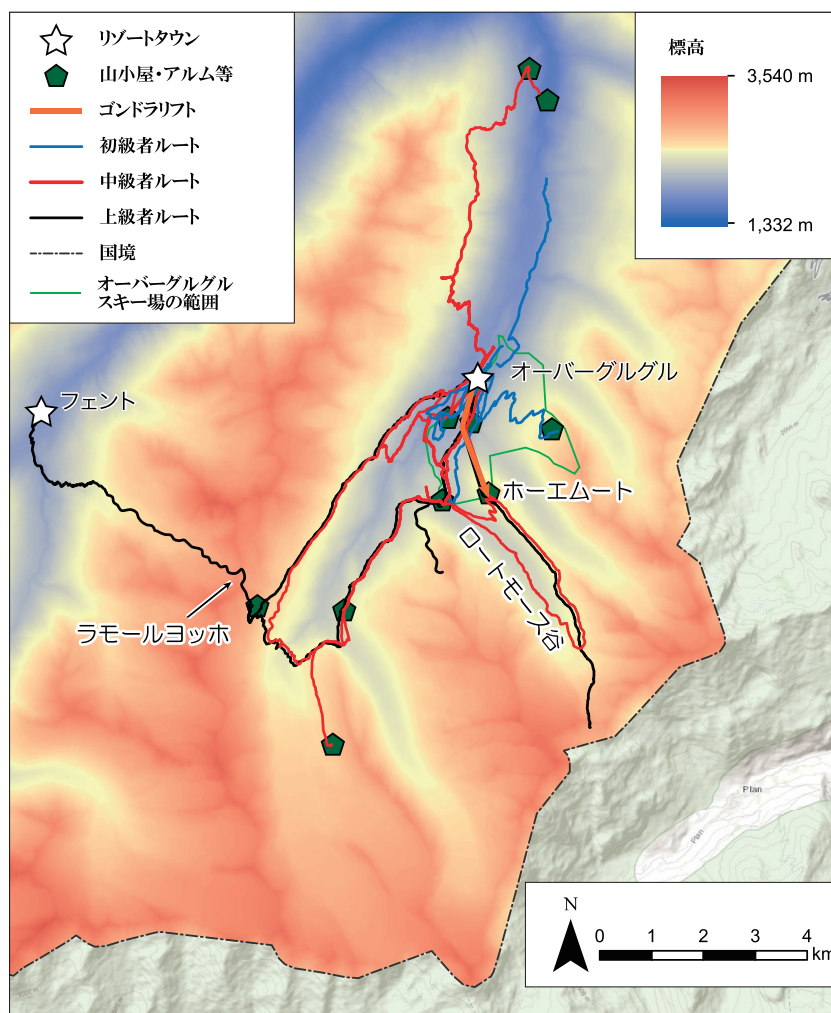 リゾートタウン
山小屋・アルム等
ゴンドラリフト
初級者ルート
中級者ルート
上級者ルート
国境
オーバーグルグル
スキー場の範囲
標高
3,540 m
1,332 m
オーバーグルグル
フェント
ホーエムート
ロートモース谷
ラモールヨッホ
Plan
Plan
N
0 1 2 3 4
km